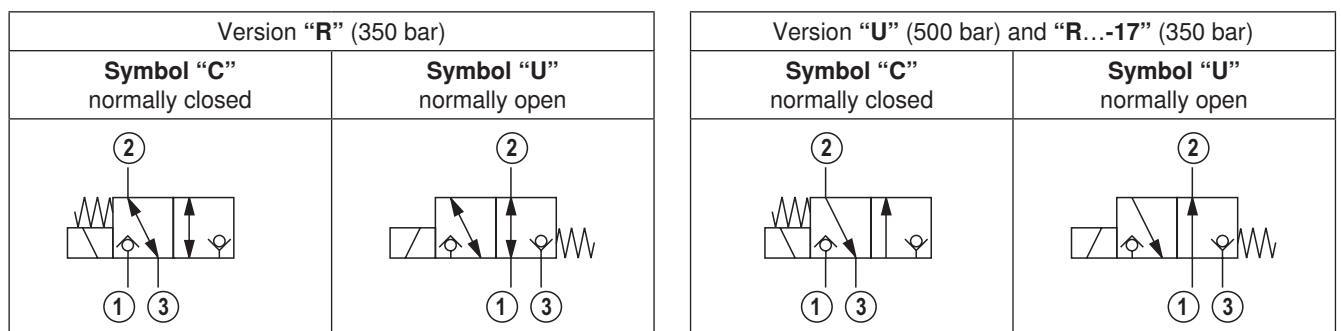 Version “R” (350 bar)
Symbol “C”
normally closed
Symbol “U”
normally open
2
1
3
2
1
3
Version “U” (500 bar) and “R…-17” (350 bar)
Symbol “C”
normally closed
Symbol “U”
normally open
2
1
3
2
1
3